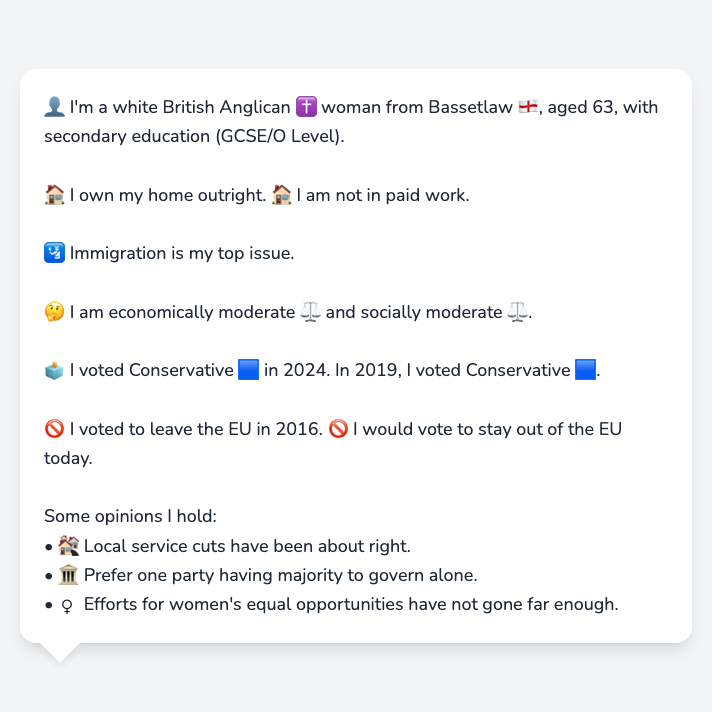 👤 I'm a white British Anglican ✝️ woman from Bassetlaw 🏴󠁧󠁢󠁥󠁮󠁧󠁿, aged 63, with
secondary education (GCSE/O Level).
🏠 I own my home outright. 🏠 I am not in paid work.
🛂 Immigration is my top issue.
🤔 I am economically moderate ⚖️ and socially moderate ⚖️.
🗳️ I voted Conservative 🟦 in 2024. In 2019, I voted Conservative 🟦.
🚫 I voted to leave the EU in 2016. 🚫 I would vote to stay out of the EU
today.
Some opinions I hold:
• 🏚️ Local service cuts have been about right.
• 🏛️ Prefer one party having majority to govern alone.
• ♀ Efforts for women's equal opportunities have not gone far enough.